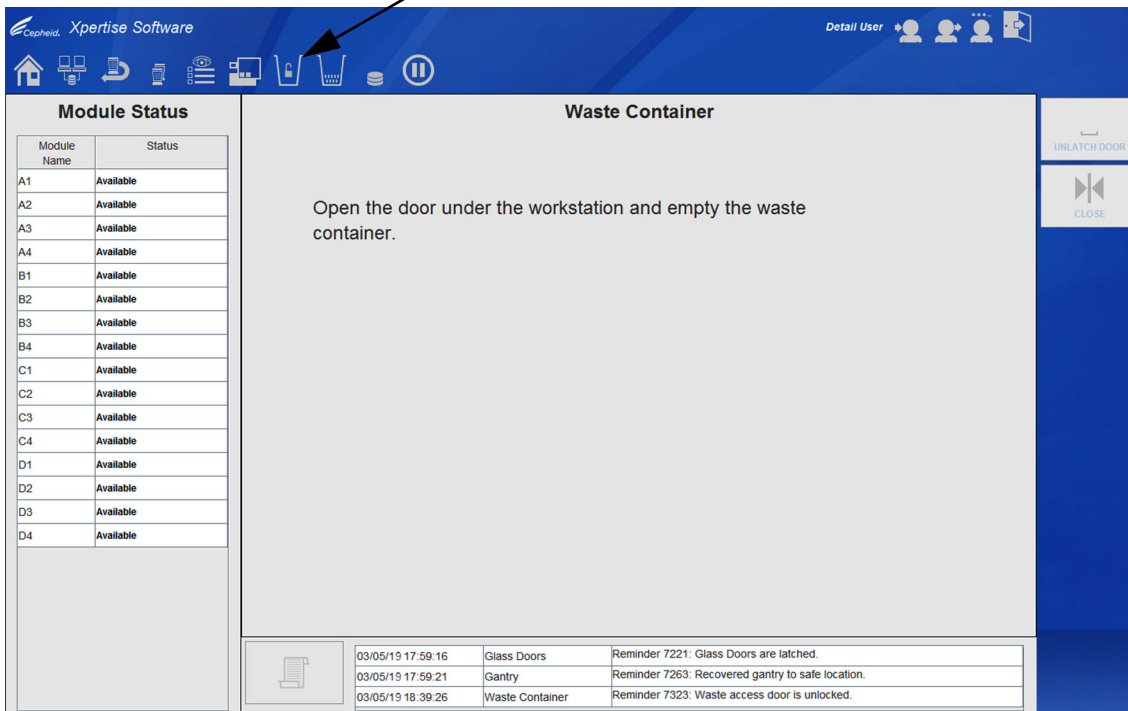 Cepheid. Xpertise Software
Detail User
Module Status
Module Name Status
A1 Available
A2 Available
A3 Available
A4 Available
B1 Available
B2 Available
B3 Available
B4 Available
C1 Available
C2 Available
C3 Available
C4 Available
D1 Available
D2 Available
D3 Available
D4 Available
Waste Container
Open the door under the workstation and empty the waste
container.
UNLATCH DOOR
CLOSE
03/05/19 17:59:16 Glass Doors Reminder 7221: Glass Doors are latched.
03/05/19 17:59:21 Gantry Reminder 7263: Recovered gantry to safe location.
03/05/19 18:39:26 Waste Container Reminder 7323: Waste access door is unlocked.